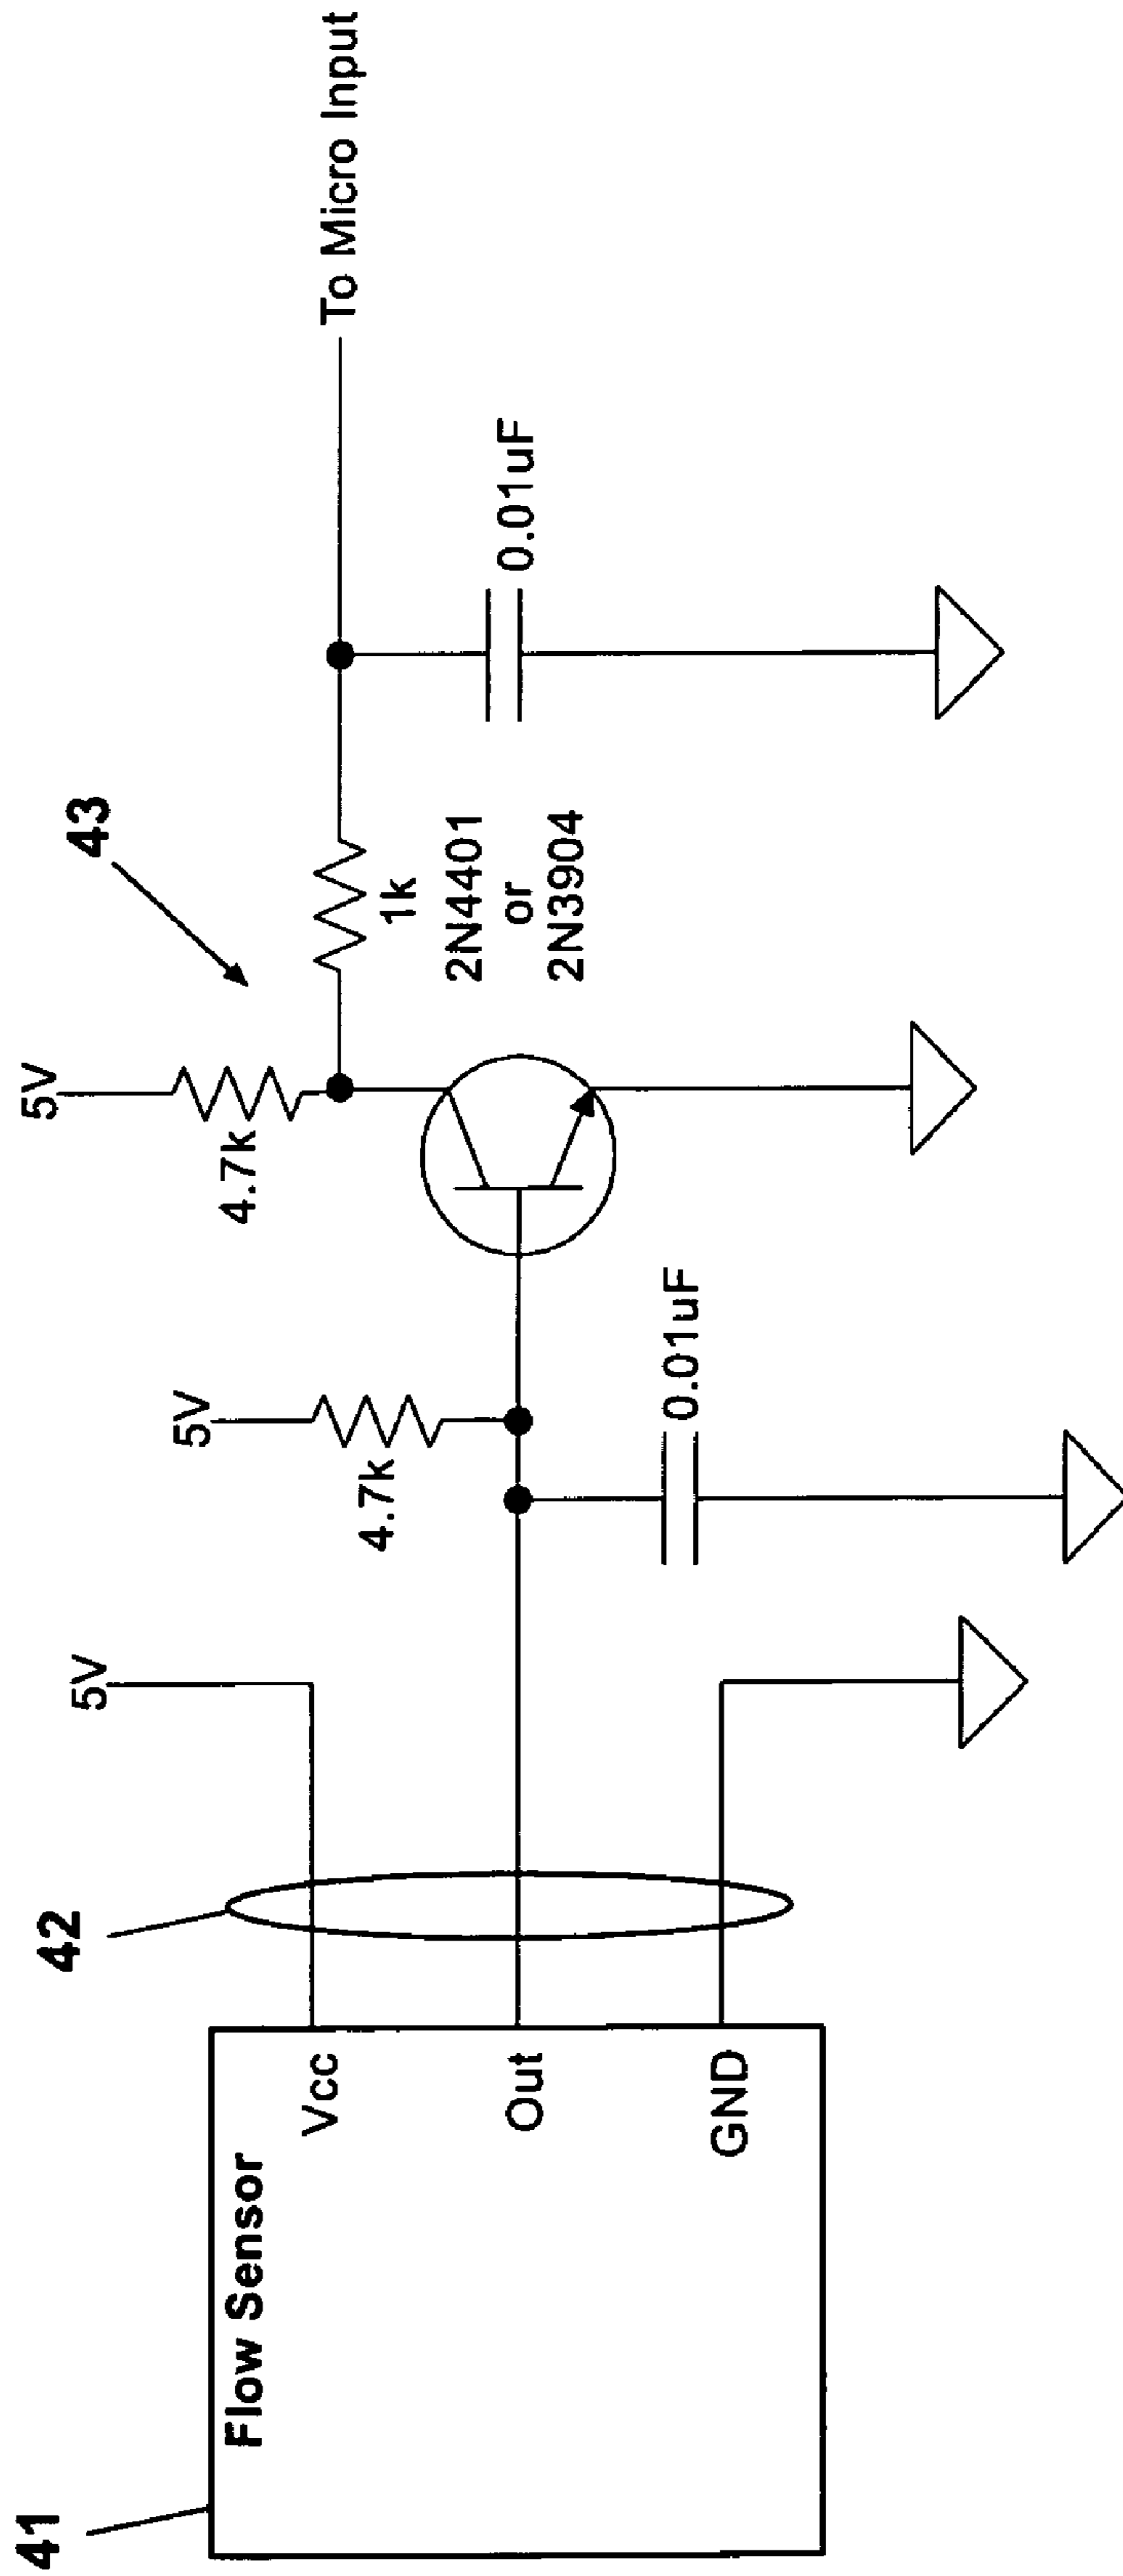 41
Flow Sensor
Vcc
Out
GND
42
5V
5V
4.7k
0.01uF
5V
4.7k
43
1k
2N4401
or
2N3904
0.01uF
To Micro Input